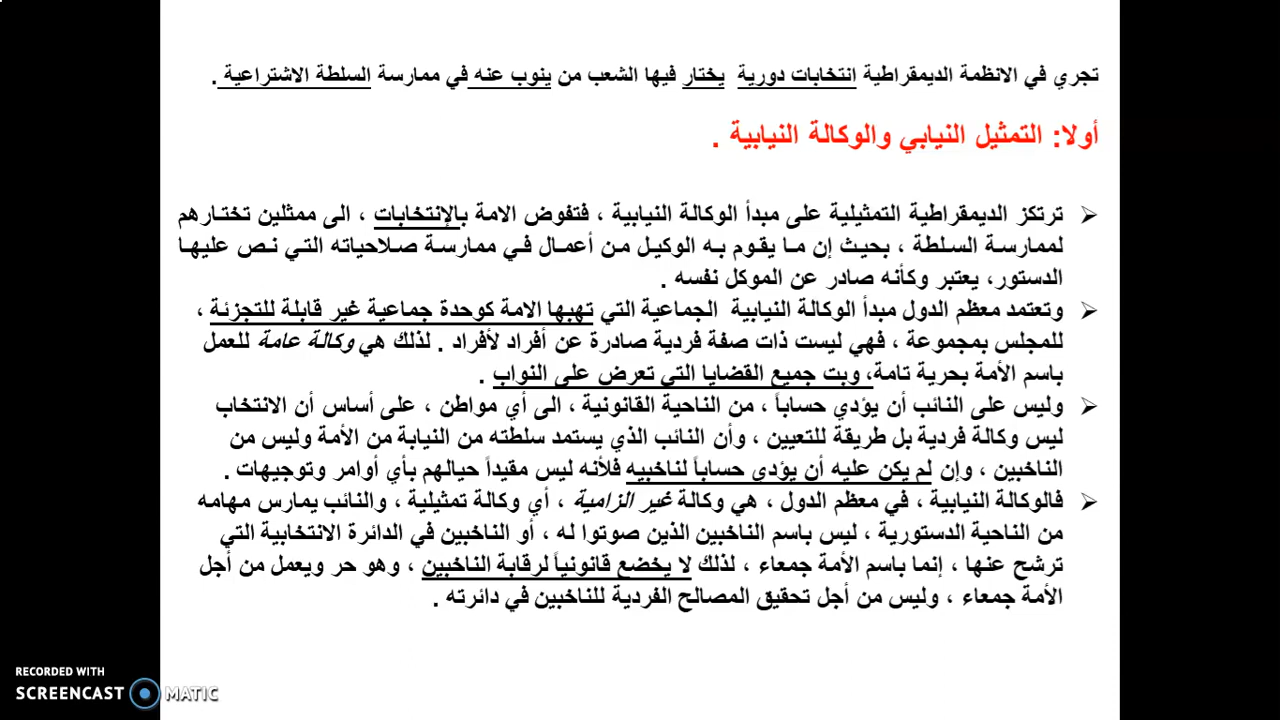 تجري في الانظمة الديمقراطية انتخابات دورية يختار فيها الشعب من ينوب عنه في ممارسة السلطة الاشتراعية .
أولا: التمثيل النيابي والوكالة النيابية .
ترتكز الديمقراطية التمثيلية على مبدأ الوكالة النيابية ، فتفوض الامة بالإنتخابات ، الى ممثلين تختارهم
لممارسة السلطة ، بحيث إن ما يقوم به الوكيل من أعمال في ممارسة صلاحياته التي نص عليها
الدستور، يعتبر وكأنه صادر عن الموكل نفسه .
وتعتمد معظم الدول مبدأ الوكالة النيابية الجماعية التي تهبها الامة كوحدة جماعية غير قابلة للتجزئة ،
للمجلس بمجموعة ، فهي ليست ذات صفة فردية صادرة عن أفراد لأفراد . لذلك هي وكالة عامة للعمل
باسم الأمة بحرية تامة، وبت جميع القضايا التي تعرض على النواب .
وليس على النائب أن يؤدي حساباً ، من الناحية القانونية ، الى أي مواطن ، على أساس أن الانتخاب
ليس وكالة فردية بل طريقة للتعيين ، وأن النائب الذي يستمد سلطته من النيابة من الأمة وليس من
الناخبين ، وإن لم يكن عليه أن يؤدي حساباً لناخبيه فلأنه ليس مقيداً حيالهم بأي أوامر وتوجيهات .
فالوكالة النيابية ، في معظم الدول ، هي وكالة غير الزامية ، أي وكالة تمثيلية ، والنائب يمارس مهامه
من الناحية الدستورية ، ليس باسم الناخبين الذين صوتوا له ، أو الناخبين في الدائرة الانتخابية التي
ترشح عنها ، إنما باسم الأمة جمعاء ، لذلك لا يخضع قانونياً لرقابة الناخبين ، وهو حر ويعمل من أجل
الأمة جمعاء ، وليس من أجل تحقيق المصالح الفردية للناخبين في دائرته .
RECORDED WITH
SCREENCAST MATIC